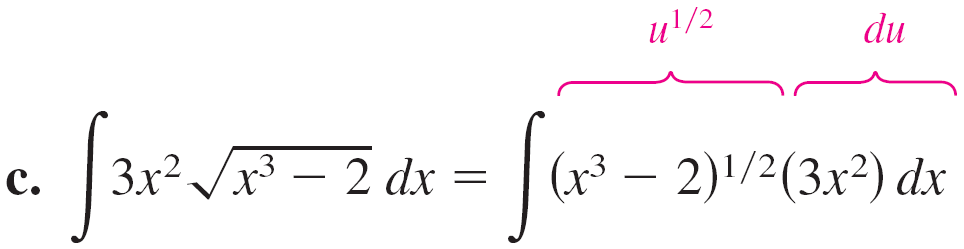 u^{1/2} du
c. ∫ 3x² √(x³ − 2) dx = ∫ (x³ − 2)^{1/2}(3x²) dx